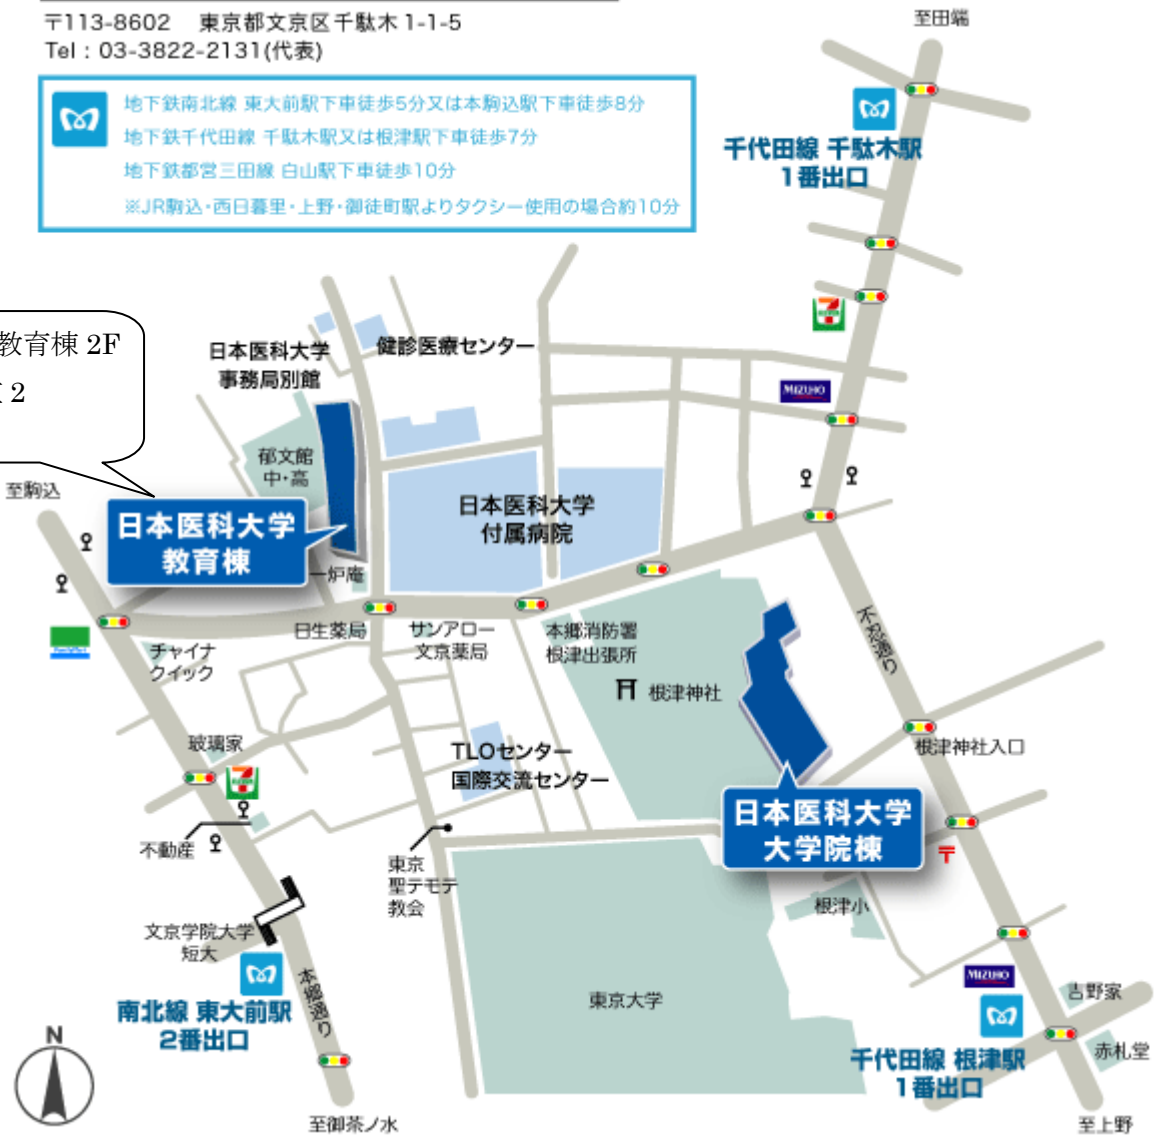 〒113-8602 東京都文京区千駄木1-1-5
Tel：03-3822-2131(代表)
地下鉄南北線 東大前駅下車徒歩5分又は本駒込駅下車徒歩8分
地下鉄千代田線 千駄木駅又は根津駅下車徒歩7分
地下鉄都営三田線 白山駅下車徒歩10分
※JR駒込･西日暮里･上野･御徒町駅よりタクシー使用の場合約10分
至田端
千代田線 千駄木駅
1番出口
教育棟 2F
2
日本医科大学
事務局別館
健診医療センター
MIZUHO
郁文館
中･高
至駒込
日本医科大学
教育棟
日本医科大学
付属病院
一炉庵
日生薬局
サンアロー
文京薬局
本郷消防署
根津出張所
不忍通り
チャイナ
クイック
根津神社
玻璃家
TLOセンター
国際交流センター
根津神社入口
日本医科大学
大学院棟
不動産
〒
東京
聖テモテ
教会
根津小
文京学院大学
短大
本郷通り
南北線 東大前駅
2番出口
東京大学
MIZUHO
吉野家
千代田線 根津駅
1番出口
赤札堂
N
至御茶ノ水
至上野